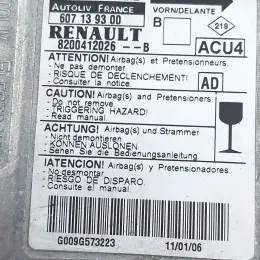 AUTOLIV FRANCE
607 13 93 00
VORN/DELANTE
B
219
RENAULT
8200412026 --B
ACU4
ATTENTION! Airbag(s) et Pretensionneurs
- Ne pas demonter
- RISQUE DE DECLENCHEMENT!
- Consulter la notice.
AD
CAUTION! Airbag(s) and Pretensioners
- Do not remove
- TRIGGERING HAZARD!
- Read manual.
ACHTUNG! Airbag(s) und Strammer
- Nicht demontieren
- KONNEN AUSLOSEN
- Sehen Sie die Bedienungsanleitung
!ATENCION! Airbag(s) y Pretensionadores
- No desmontar
- RIESGO DE DISPARO.
- Consultar el manual
G009G573223
11/01/06